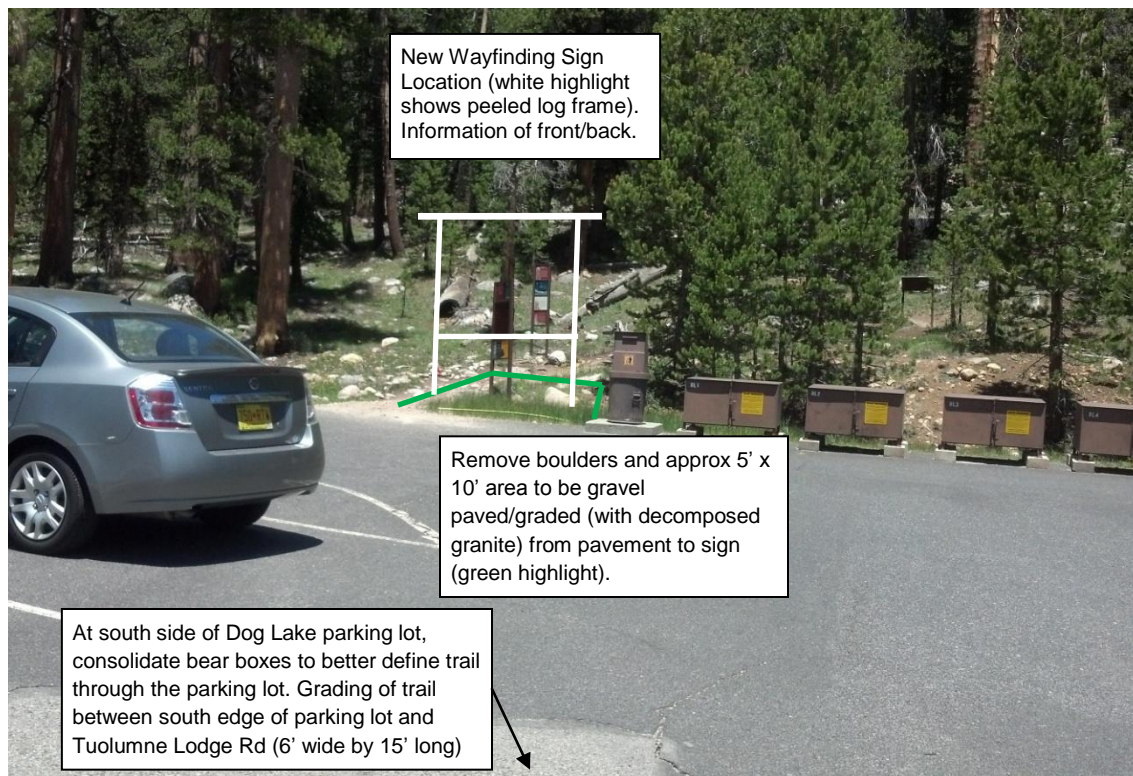 New Wayfinding Sign
Location (white highlight
shows peeled log frame).
Information of front/back.
Remove boulders and approx 5’ x
10’ area to be gravel
paved/graded (with decomposed
granite) from pavement to sign
(green highlight).
At south side of Dog Lake parking lot,
consolidate bear boxes to better define trail
through the parking lot. Grading of trail
between south edge of parking lot and
Tuolumne Lodge Rd (6’ wide by 15’ long)